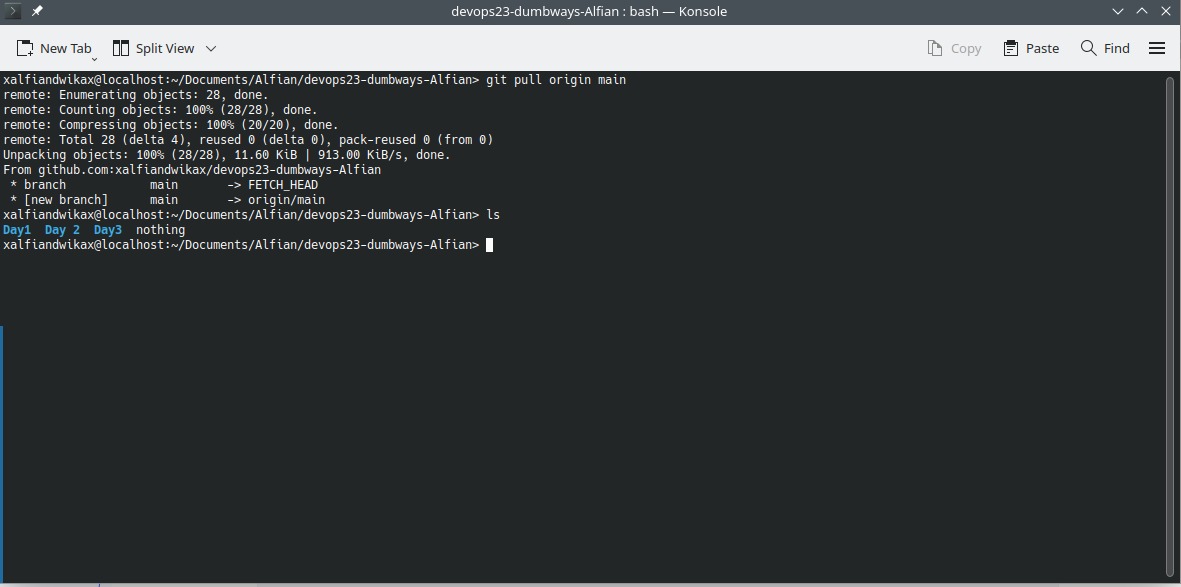 devops23-dumbways-Alfian : bash — Konsole
New Tab Split View Copy Paste Find
xalfiandwikax@localhost:~/Documents/Alfian/devops23-dumbways-Alfian> git pull origin main
remote: Enumerating objects: 28, done.
remote: Counting objects: 100% (28/28), done.
remote: Compressing objects: 100% (20/20), done.
remote: Total 28 (delta 4), reused 0 (delta 0), pack-reused 0 (from 0)
Unpacking objects: 100% (28/28), 11.60 KiB | 913.00 KiB/s, done.
From github.com:xalfiandwikax/devops23-dumbways-Alfian
 * branch            main       -> FETCH_HEAD
 * [new branch]      main       -> origin/main
xalfiandwikax@localhost:~/Documents/Alfian/devops23-dumbways-Alfian> ls
Day1  Day 2  Day3  nothing
xalfiandwikax@localhost:~/Documents/Alfian/devops23-dumbways-Alfian>